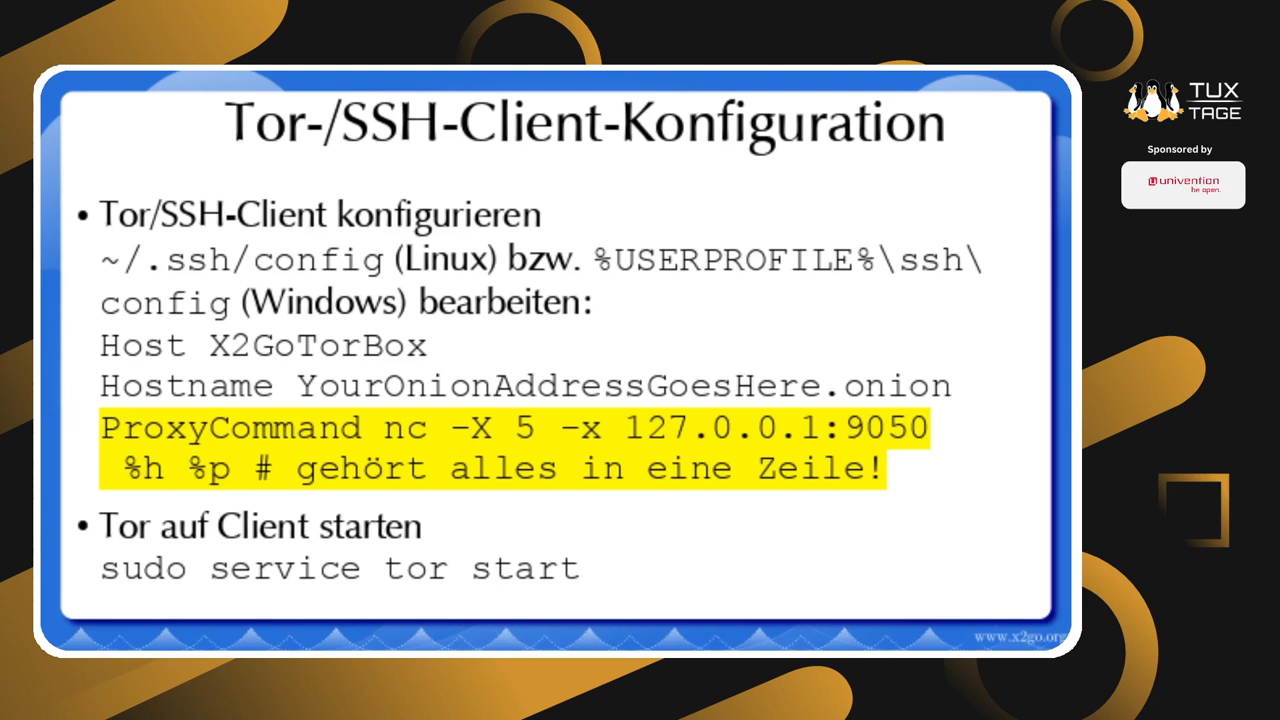 Tor-/SSH-Client-Konfiguration
• Tor/SSH-Client konfigurieren
~/.ssh/config (Linux) bzw. %USERPROFILE%\ssh\
config (Windows) bearbeiten:
Host X2GoTorBox
Hostname YourOnionAddressGoesHere.onion
ProxyCommand nc -X 5 -x 127.0.0.1:9050
%h %p # gehört alles in eine Zeile!
• Tor auf Client starten
sudo service tor start
www.x2go.org
TUX
TAGE
Sponsored by
univention
be open.